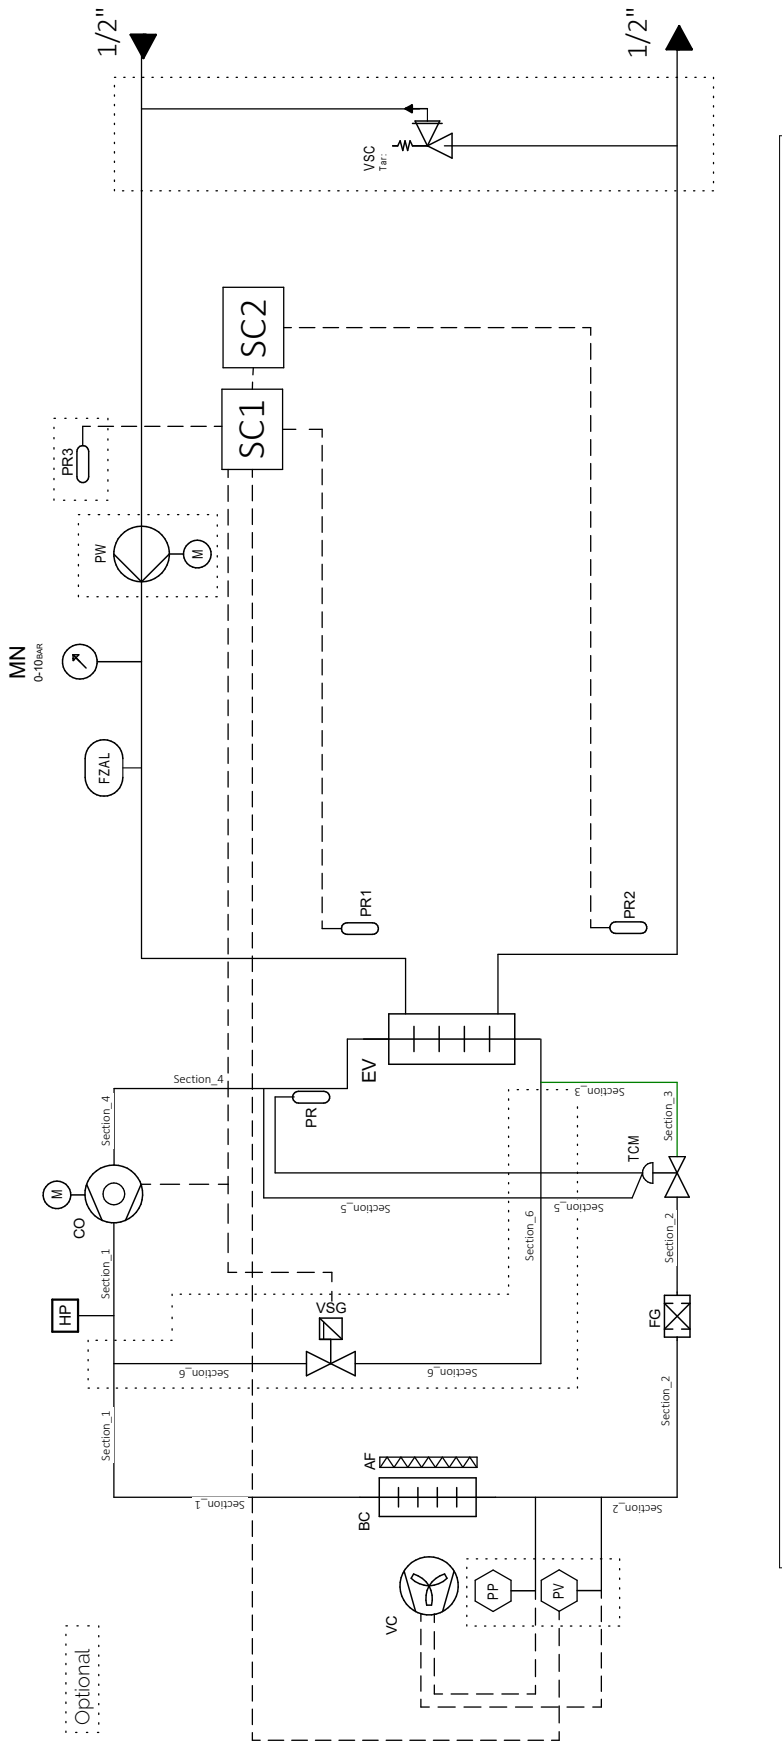 1/2"
1/2"
VSC
Tar:
SC2
SC1
PR3
PW
M
MN
0-10BAR
FZAL
PR1
PR2
EV
Section_4
Section_4
PR
Section_3
Section_3
TCM
M
CO
Section_5
Section_5
Section_6
Section_2
Section_1
HP
VSG
FG
Section_6
Section_6
Section_1
Section_2
AF
BC
Section_1
Section_2
VC
PP
PV
Optional